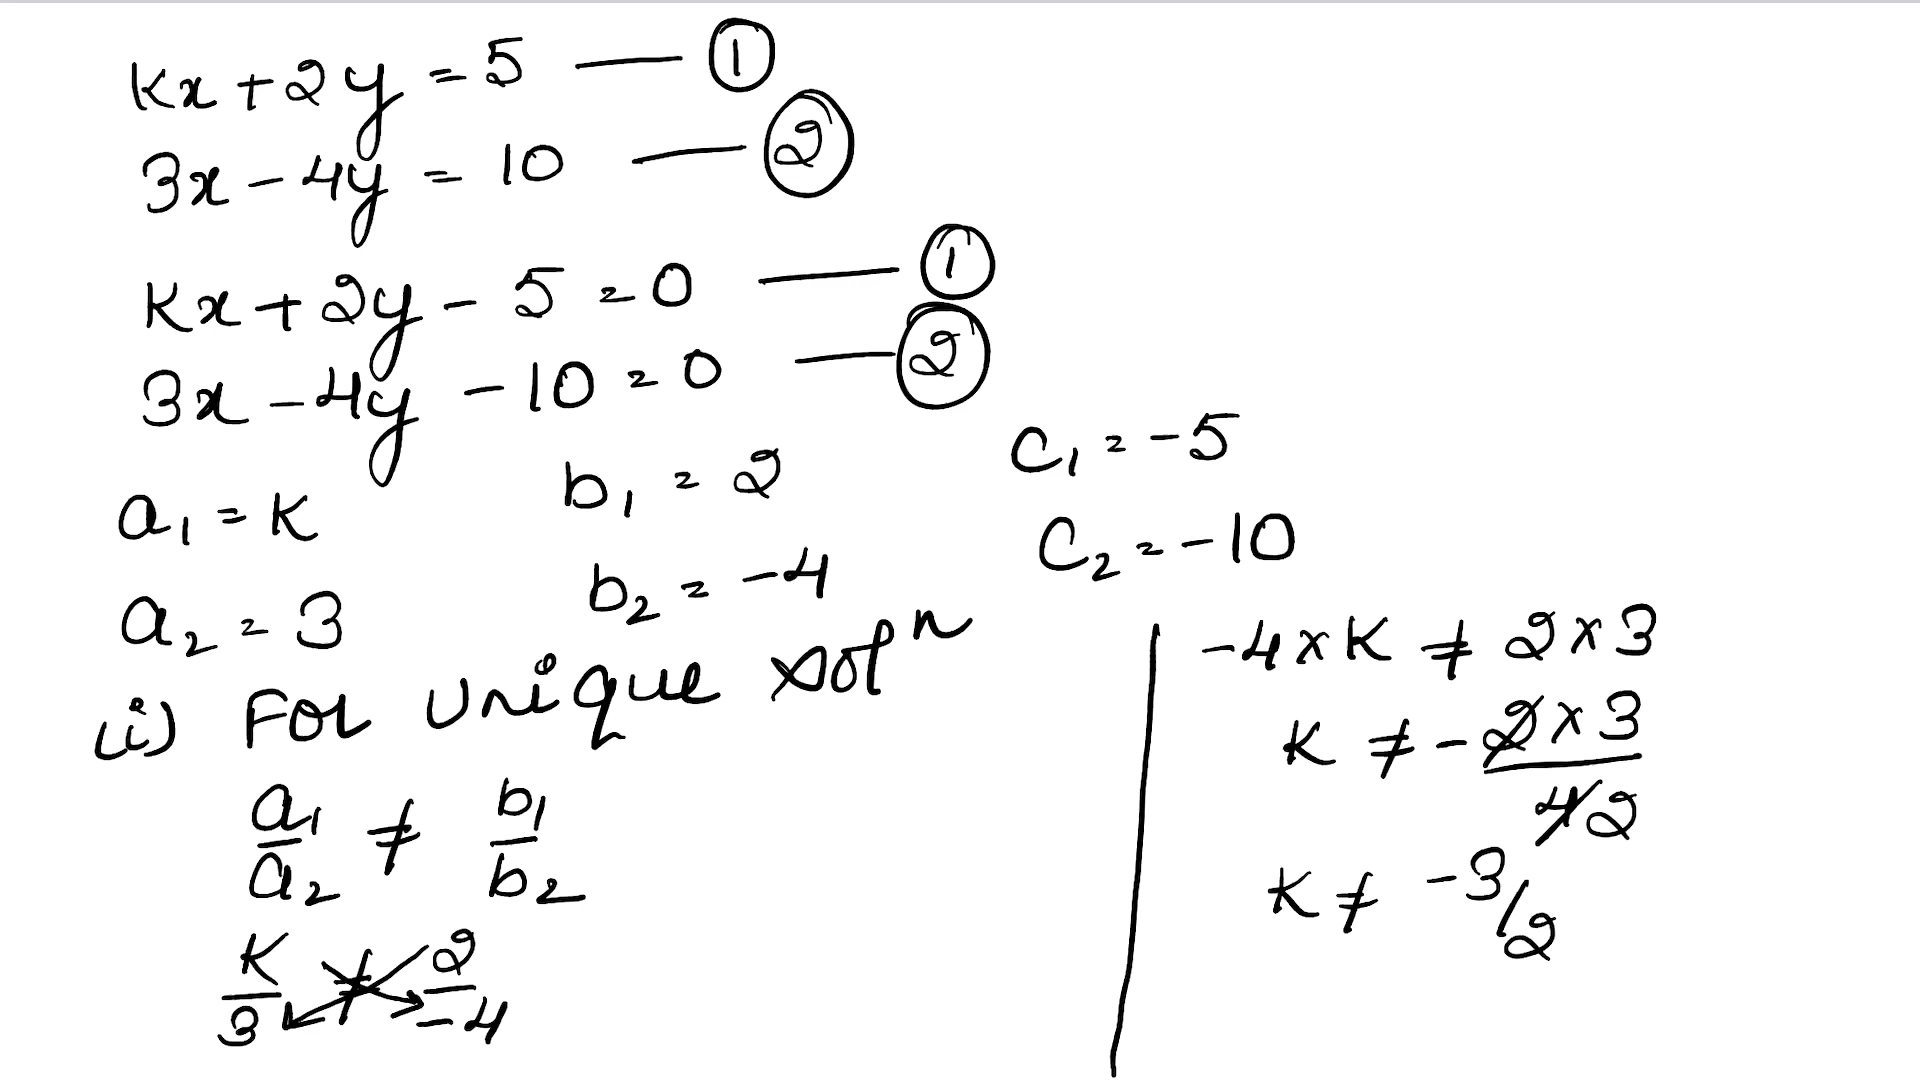 kx + 2y = 5 — ①
3x - 4y = 10 — ②
kx + 2y - 5 = 0 — ①
3x - 4y - 10 = 0 — ②
a₁ = k b₁ = 2 c₁ = -5
a₂ = 3 b₂ = -4 c₂ = -10
(i) For unique solⁿ
a₁/a₂ ≠ b₁/b₂
k/3 ≠ 2/-4
-4 × k ≠ 2 × 3
k ≠ - 2 × 3 / 4 2
k ≠ -3/2